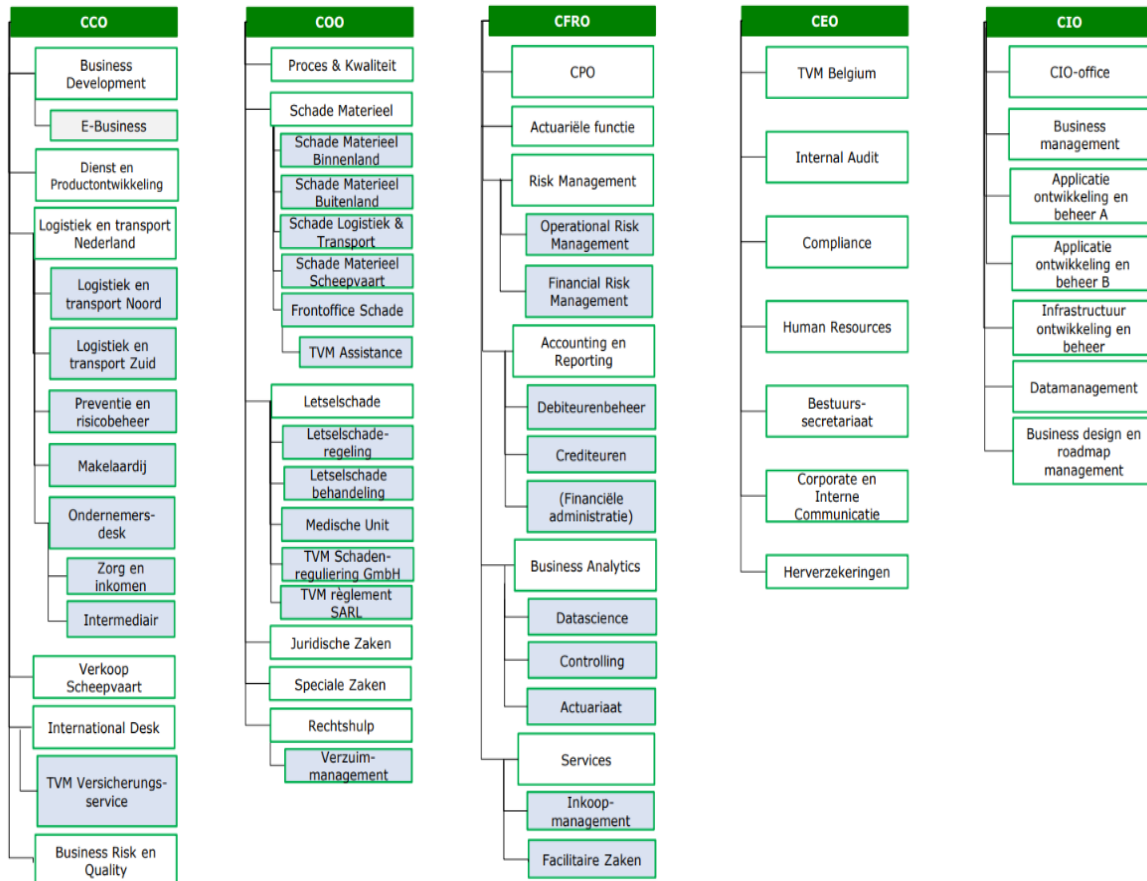 CCO
Business
Development
E-Business
Dienst en
Productontwikkeling
Logistiek en transport
Nederland
Logistiek en
transport Noord
Logistiek en
transport Zuid
Preventie en
risicobeheer
Makelaardij
Ondernemers-
desk
Zorg en
inkomen
Intermediair
Verkoop
Scheepvaart
International Desk
TVM Versicherungs-
service
Business Risk en
Quality
COO
Proces & Kwaliteit
Schade Materieel
Schade Materieel
Binnenland
Schade Materieel
Buitenland
Schade Logistiek &
Transport
Schade Materieel
Scheepvaart
Frontoffice Schade
TVM Assistance
Letselschade
Letselschade-
regeling
Letselschade
behandeling
Medische Unit
TVM Schaden-
reguliering GmbH
TVM règlement
SARL
Juridische Zaken
Speciale Zaken
Rechtshulp
Verzuim-
management
CFRO
CPO
Actuariële functie
Risk Management
Operational Risk
Management
Financial Risk
Management
Accounting en
Reporting
Debiteurenbeheer
Crediteuren
(Financiële
administratie)
Business Analytics
Datascience
Controlling
Actuariaat
Services
Inkoop-
management
Facilitaire Zaken
CEO
TVM Belgium
Internal Audit
Compliance
Human Resources
Bestuurs-
secretariaat
Corporate en
Interne
Communicatie
Herverzekeringen
CIO
CIO-office
Business
management
Applicatie
ontwikkeling en
beheer A
Applicatie
ontwikkeling en
beheer B
Infrastructuur
ontwikkeling en
beheer
Datamanagement
Business design en
roadmap
management